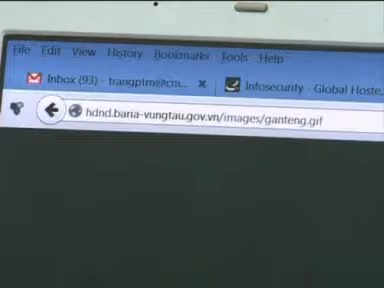 File Edit View History Bookmarks Tools Help
Inbox (93) - trangptm@cm... × Infosecurity - Global Hoste...
hdnd.baria-vungtau.gov.vn/images/ganteng.gif